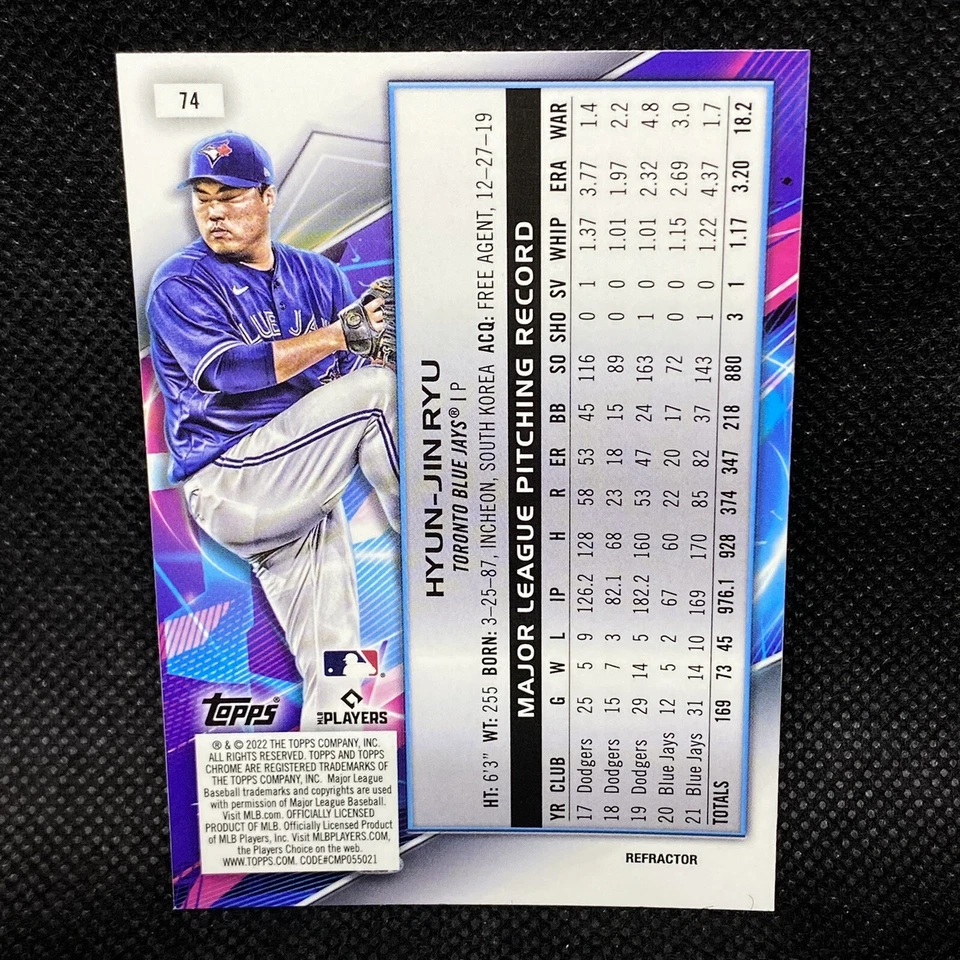 74
HYUN-JIN RYU
TORONTO BLUE JAYS® | P
HT: 6'3" WT: 255 BORN: 3-25-87, INCHEON, SOUTH KOREA ACQ: FREE AGENT, 12-27-19
MAJOR LEAGUE PITCHING RECORD
YR CLUB G W L IP H R ER BB SO SHO SV WHIP ERA WAR
17 Dodgers 25 5 9 126.2 128 58 53 45 116 0 1 1.37 3.77 1.4
18 Dodgers 15 7 3 82.1 68 23 18 15 89 0 0 1.01 1.97 2.2
19 Dodgers 29 14 5 182.2 160 53 47 24 163 1 0 1.01 2.32 4.8
20 Blue Jays 12 5 2 67 60 22 20 17 72 0 0 1.15 2.69 3.0
21 Blue Jays 31 14 10 169 170 85 82 37 143 1 0 1.22 4.37 1.7
TOTALS 169 73 45 976.1 928 374 347 218 880 3 1 1.17 3.20 18.2
BLUE JA
topps®
MLB PLAYERS
® & © 2022 THE TOPPS COMPANY, INC.
ALL RIGHTS RESERVED. TOPPS AND TOPPS
CHROME ARE REGISTERED TRADEMARKS OF
THE TOPPS COMPANY, INC. Major League
Baseball trademarks and copyrights are used
with permission of Major League Baseball.
Visit MLB.com. OFFICIALLY LICENSED
PRODUCT OF MLB. Officially Licensed Product
of MLB Players, Inc. Visit MLBPLAYERS.COM,
the Players Choice on the web.
WWW.TOPPS.COM. CODE#CMP055021
REFRACTOR